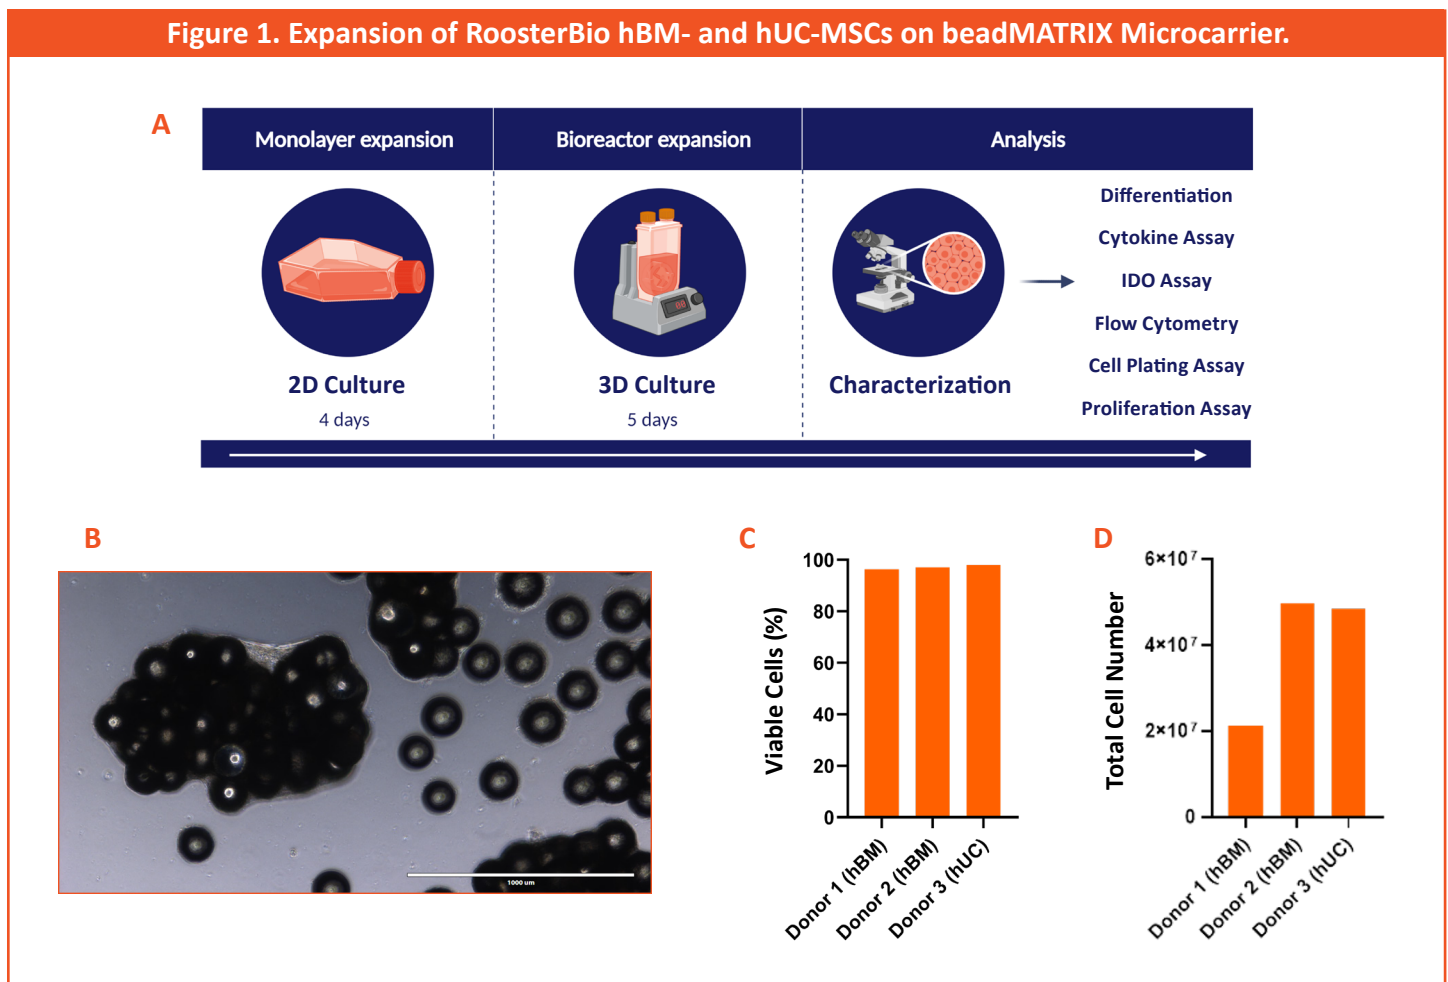 Figure 1. Expansion of RoosterBio hBM- and hUC-MSCs on beadMATRIX Microcarrier.
A
Monolayer expansion
Bioreactor expansion
Analysis
2D Culture
4 days
3D Culture
5 days
Characterization
Differentiation
Cytokine Assay
IDO Assay
Flow Cytometry
Cell Plating Assay
Proliferation Assay
B
1000 um
C
Viable Cells (%)
100
80
60
40
20
0
Donor 1 (hBM)
Donor 2 (hBM)
Donor 3 (hUC)
D
Total Cell Number
6×10⁷
4×10⁷
2×10⁷
0
Donor 1 (hBM)
Donor 2 (hBM)
Donor 3 (hUC)